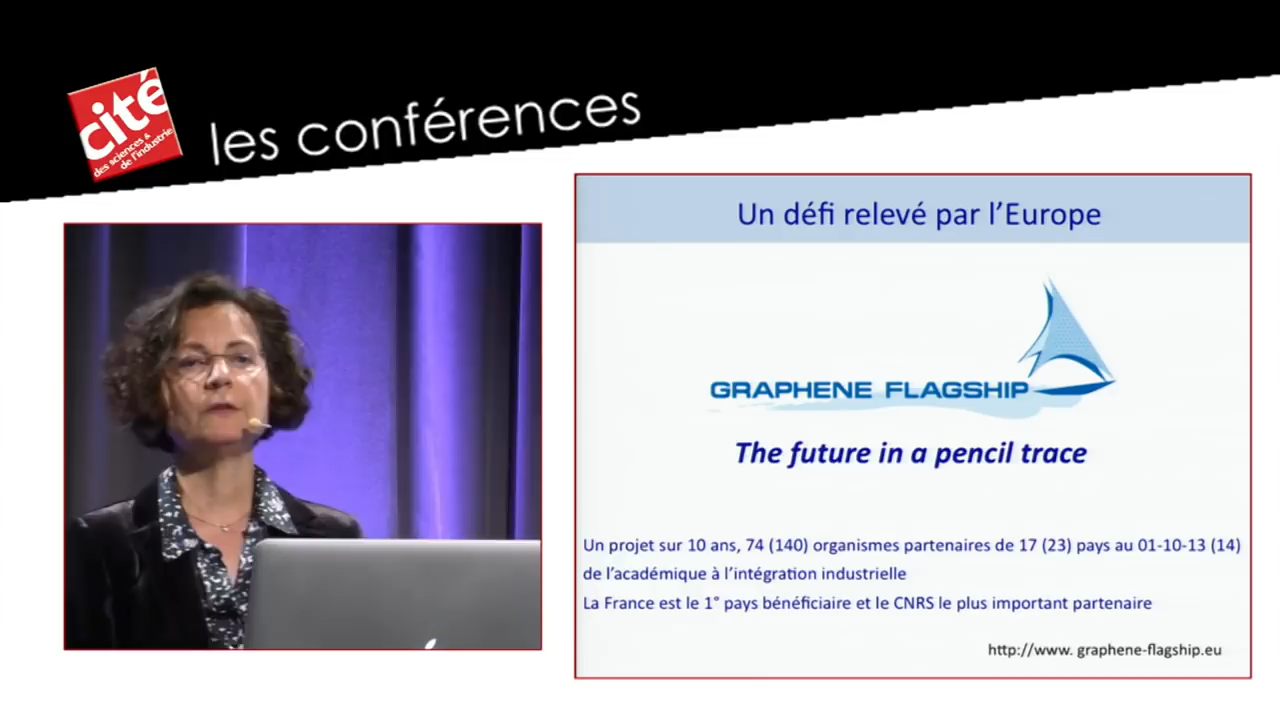 cité
des sciences &
de l'industrie
les conférences
Un défi relevé par l'Europe
GRAPHENE FLAGSHIP
The future in a pencil trace
Un projet sur 10 ans, 74 (140) organismes partenaires de 17 (23) pays au 01-10-13 (14)
de l'académique à l'intégration industrielle
La France est le 1° pays bénéficiaire et le CNRS le plus important partenaire
http://www. graphene-flagship.eu